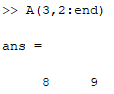 >> A(3,2:end)
ans =
8 9